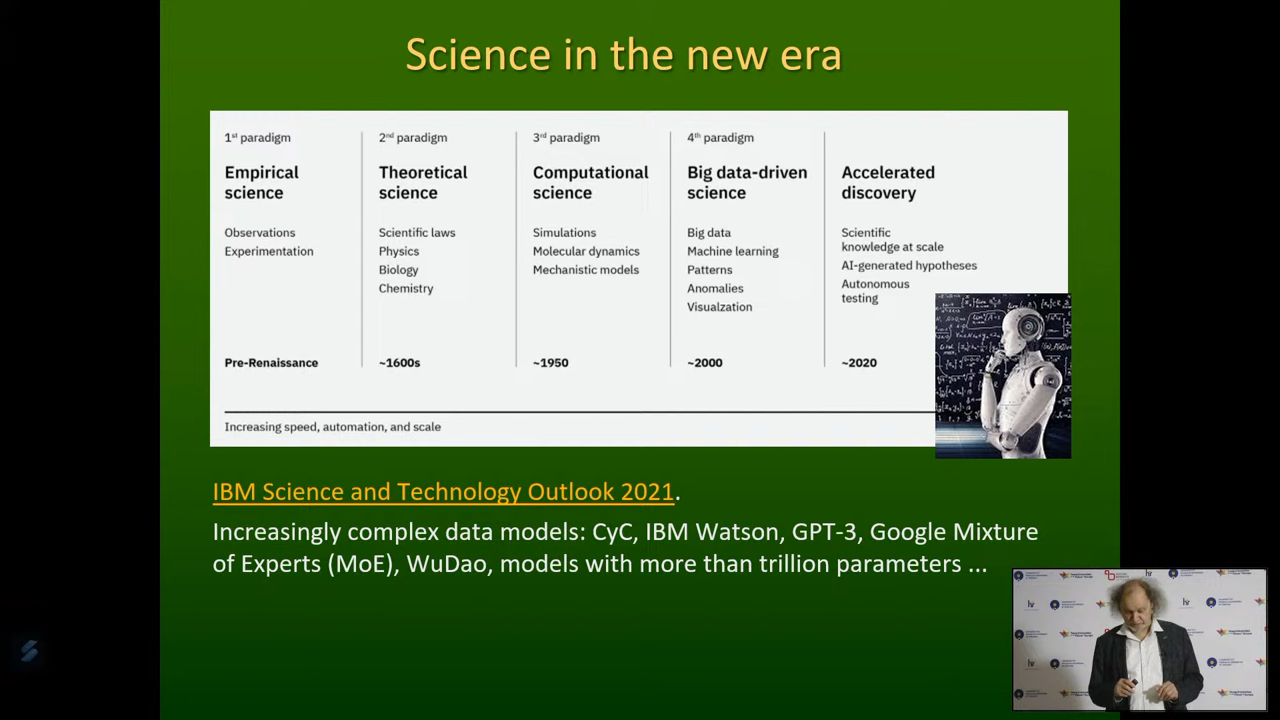 Science in the new era
1st paradigm
Empirical
science
Observations
Experimentation
Pre-Renaissance
2nd paradigm
Theoretical
science
Scientific laws
Physics
Biology
Chemistry
~1600s
3rd paradigm
Computational
science
Simulations
Molecular dynamics
Mechanistic models
~1950
4th paradigm
Big data-driven
science
Big data
Machine learning
Patterns
Anomalies
Visualzation
~2000
Accelerated
discovery
Scientific
knowledge at scale
AI-generated hypotheses
Autonomous
testing
~2020
Increasing speed, automation, and scale
IBM Science and Technology Outlook 2021.
Increasingly complex data models: CyC, IBM Watson, GPT-3, Google Mixture
of Experts (MoE), WuDao, models with more than trillion parameters ...